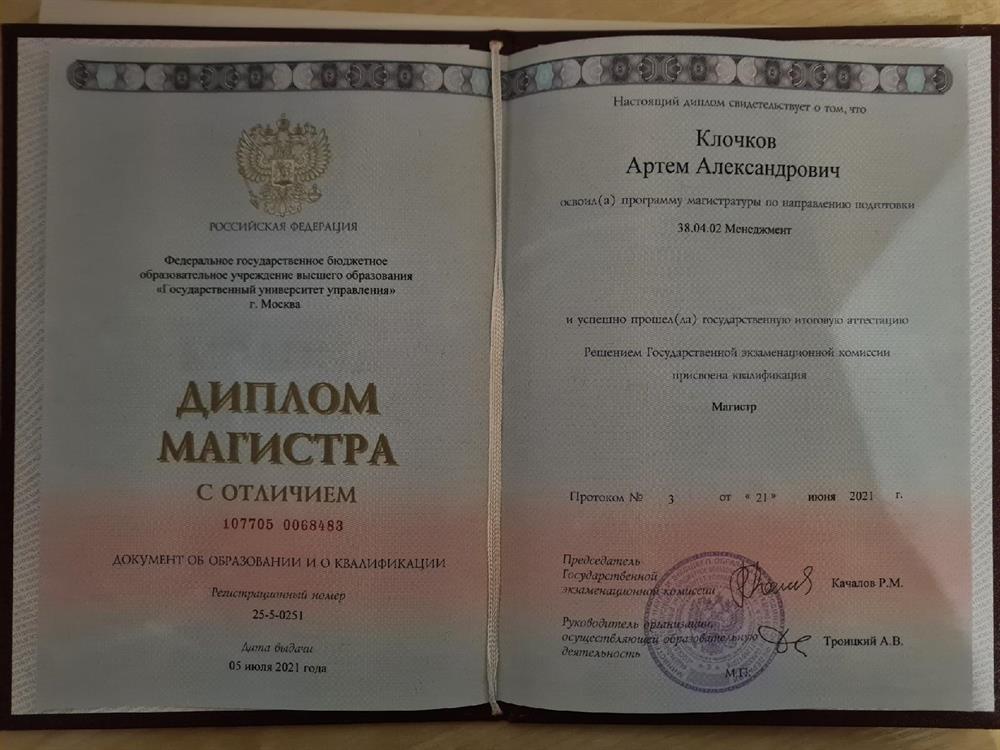 РОССИЙСКАЯ ФЕДЕРАЦИЯ
Федеральное государственное бюджетное
образовательное учреждение высшего образования
«Государственный университет управления»
г. Москва
ДИПЛОМ
МАГИСТРА
С ОТЛИЧИЕМ
107705 0068483
ДОКУМЕНТ ОБ ОБРАЗОВАНИИ И О КВАЛИФИКАЦИИ
Регистрационный номер
25-5-0251
Дата выдачи
05 июля 2021 года
Настоящий диплом свидетельствует о том, что
Клочков
Артем Александрович
освоил(а) программу магистратуры по направлению подготовки
38.04.02 Менеджмент
и успешно прошел(ла) государственную итоговую аттестацию
Решением Государственной экзаменационной комиссии
присвоена квалификация
Магистр
Протокол № 3 от « 21 » июня 2021 г.
Председатель
Государственной
экзаменационной комиссии
Качалов Р.М.
Руководитель организации,
осуществляющей образовательную
деятельность
Троицкий А.В.
М.П.